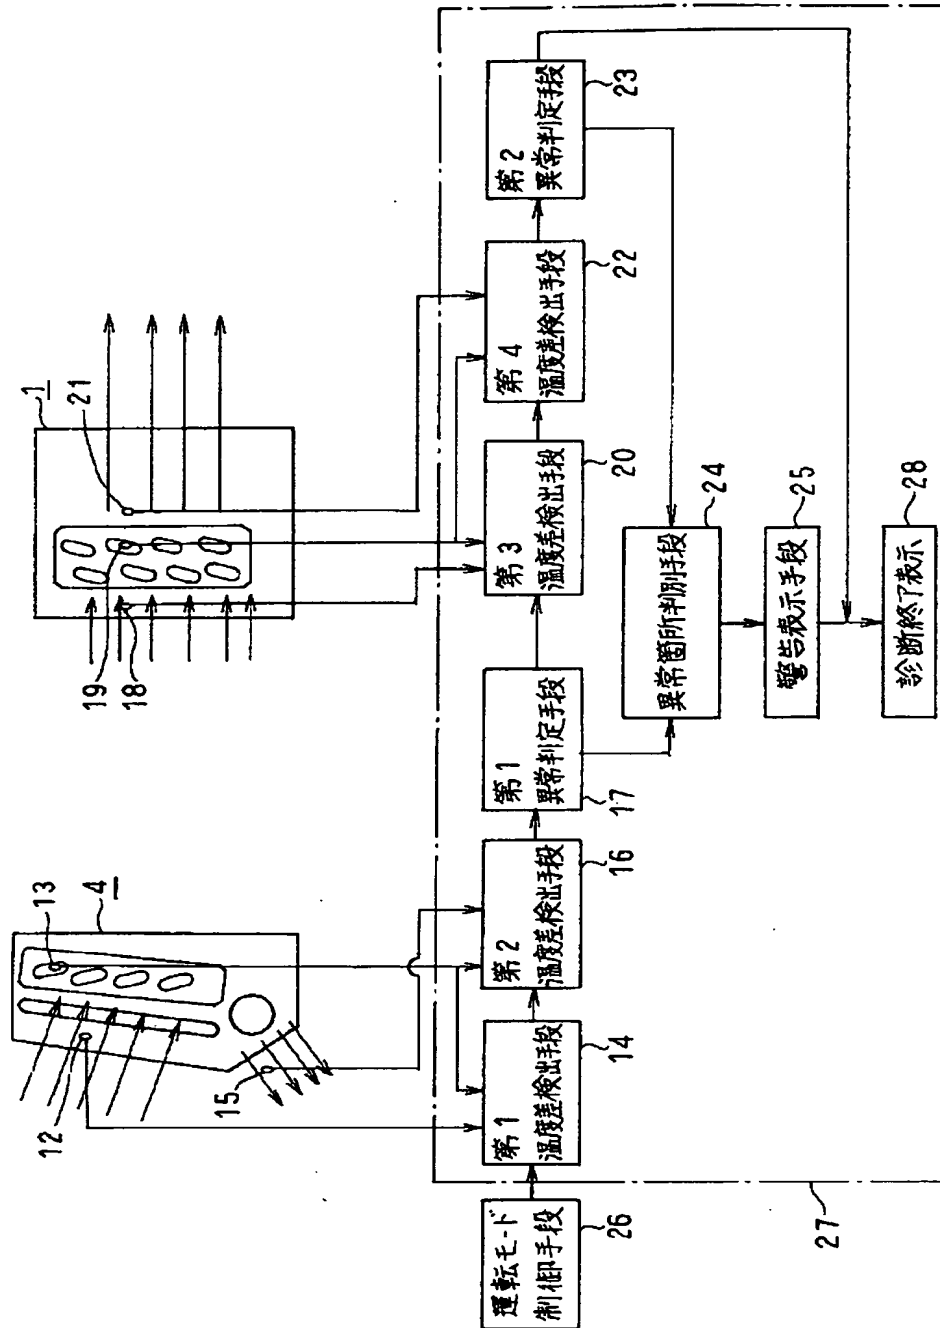 1
21
19
18
4
13
12
15
運転モード
制御手段
26
第1
温度差検出手段
14
第2
温度差検出手段
16
第1
異常判定手段
17
第3
温度差検出手段
20
第4
温度差検出手段
22
第2
異常判定手段
23
異常箇所判別手段
24
警告表示手段
25
診断終了表示
28
27